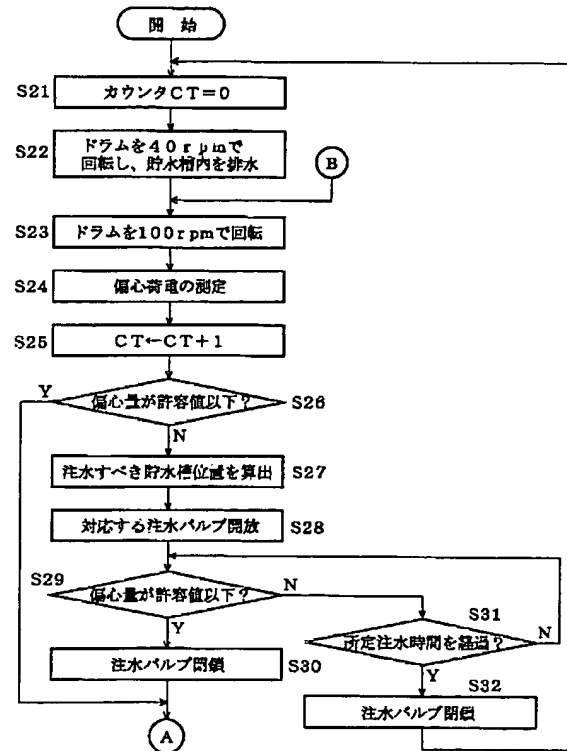 開 始
S21
カウンタCT=0
S22
ドラムを40rpmで
回転し、貯水槽内を排水
B
S23
ドラムを100rpmで回転
S24
偏心荷重の測定
S25
CT←CT+1
Y
偏心量が許容値以下?
S26
N
注水すべき貯水槽位置を算出
S27
対応する注水バルブ開放
S28
S29
偏心量が許容値以下?
N
Y
S31
所定注水時間を経過?
N
Y
注水バルブ閉鎖
S30
S32
注水バルブ閉鎖
A